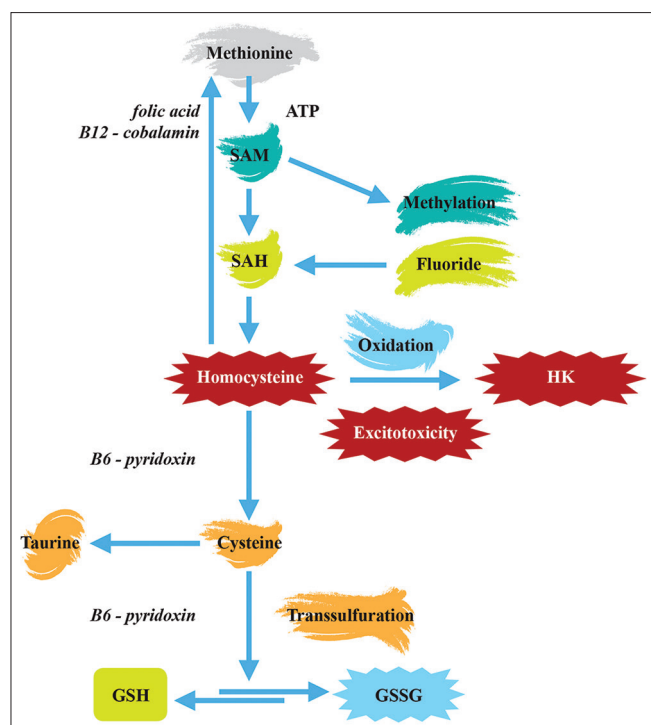 Methionine
folic acid
B12 - cobalamin
ATP
SAM
Methylation
SAH
Fluoride
Oxidation
Homocysteine
HK
Excitotoxicity
B6 - pyridoxin
Taurine
Cysteine
B6 - pyridoxin
Transsulfuration
GSH
GSSG